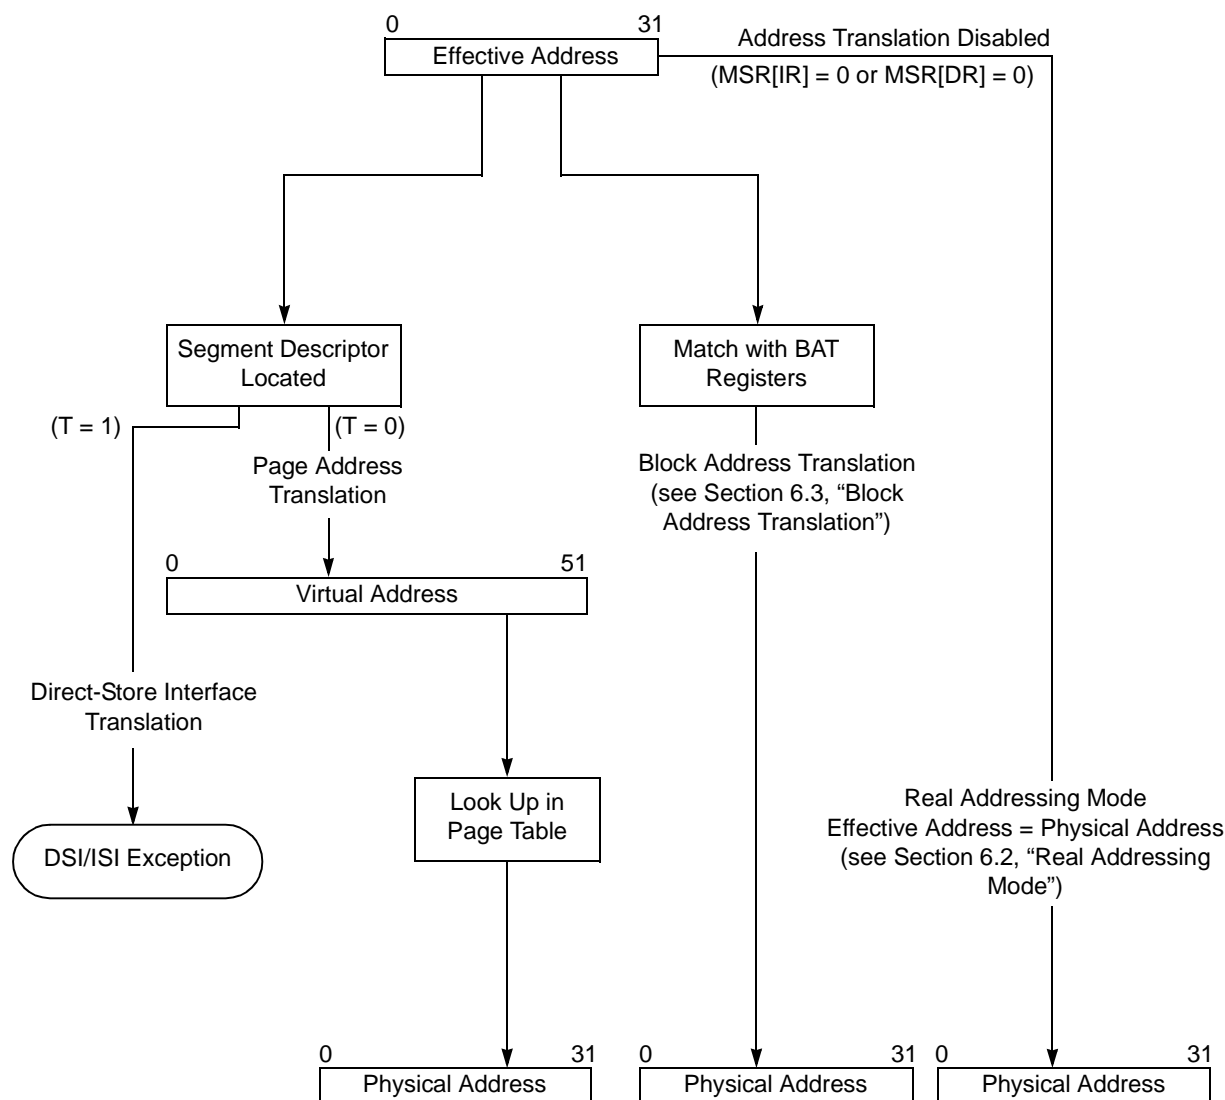 0 31
Address Translation Disabled
Effective Address
(MSR[IR] = 0 or MSR[DR] = 0)
Segment Descriptor
Located
Match with BAT
Registers
(T = 1)
(T = 0)
Page Address
Translation
Block Address Translation
(see Section 6.3, “Block
Address Translation”)
0 51
Virtual Address
Direct-Store Interface
Translation
Look Up in
Page Table
DSI/ISI Exception
Real Addressing Mode
Effective Address = Physical Address
(see Section 6.2, “Real Addressing
Mode”)
0 31
Physical Address
0 31
Physical Address
0 31
Physical Address